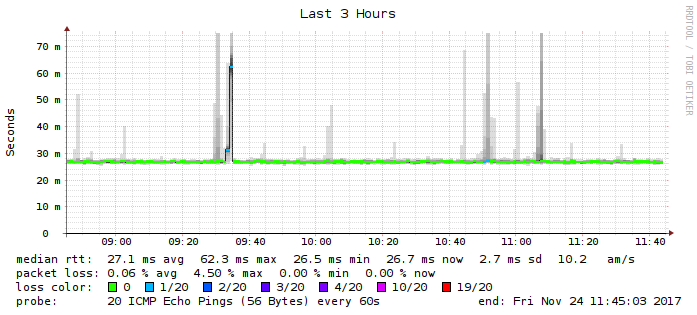 Last 3 Hours
RRDTOOL / TOBI OETIKER
Seconds
70 m
60 m
50 m
40 m
30 m
20 m
10 m
0
09:00 09:20 09:40 10:00 10:20 10:40 11:00 11:20 11:40
median rtt: 27.1 ms avg 62.3 ms max 26.5 ms min 26.7 ms now 2.7 ms sd 10.2 am/s
packet loss: 0.06 % avg 4.50 % max 0.00 % min 0.00 % now
loss color: 0 1/20 2/20 3/20 4/20 10/20 19/20
probe: 20 ICMP Echo Pings (56 Bytes) every 60s end: Fri Nov 24 11:45:03 2017